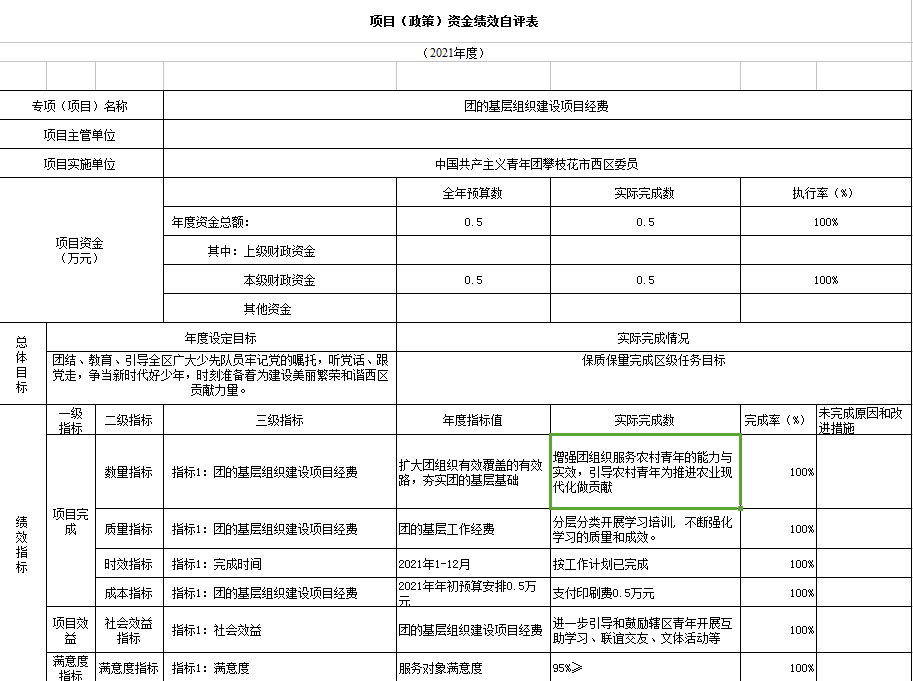 项目（政策）资金绩效自评表
（2021年度）
专项（项目）名称
团的基层组织建设项目经费
项目主管单位
项目实施单位
中国共产主义青年团攀枝花市西区委员
项目资金
（万元）
全年预算数
实际完成数
执行率（%）
年度资金总额:
0.5
0.5
100%
其中: 上级财政资金
本级财政资金
0.5
0.5
100%
其他资金
总体目标
年度设定目标
实际完成情况
团结、教育、引导全区广大少先队员牢记党的嘱托，听党话、跟
党走，争当新时代好少年，时刻准备着为建设美丽繁荣和谐西区
贡献力量。
保质保量完成区级任务目标
绩效指标
一级
指标
二级指标
三级指标
年度指标值
实际完成数
完成率（%）
未完成原因和改
进措施
项目完
成
数量指标
指标1: 团的基层组织建设项目经费
扩大团组织有效覆盖的有效
路，夯实团的基层基础
增强团组织服务农村青年的能力与
实效，引导农村青年为推进农业现
代化做贡献
100%
质量指标
指标1: 团的基层组织建设项目经费
团的基层工作经费
分层分类开展学习培训, 不断强化
学习的质量和成效。
100%
时效指标
指标1: 完成时间
2021年1-12月
按工作计划已完成
100%
成本指标
指标1: 团的基层组织建设项目经费
2021年年初预算安排0.5万
元
支付印刷费0.5万元
100%
项目效
益
社会效益
指标
指标1: 社会效益
团的基层组织建设项目经费
进一步引导和鼓励辖区青年开展互
助学习、联谊交友、文体活动等
100%
满意度
指标
满意度指标
指标1: 满意度
服务对象满意度
95%≥
100%